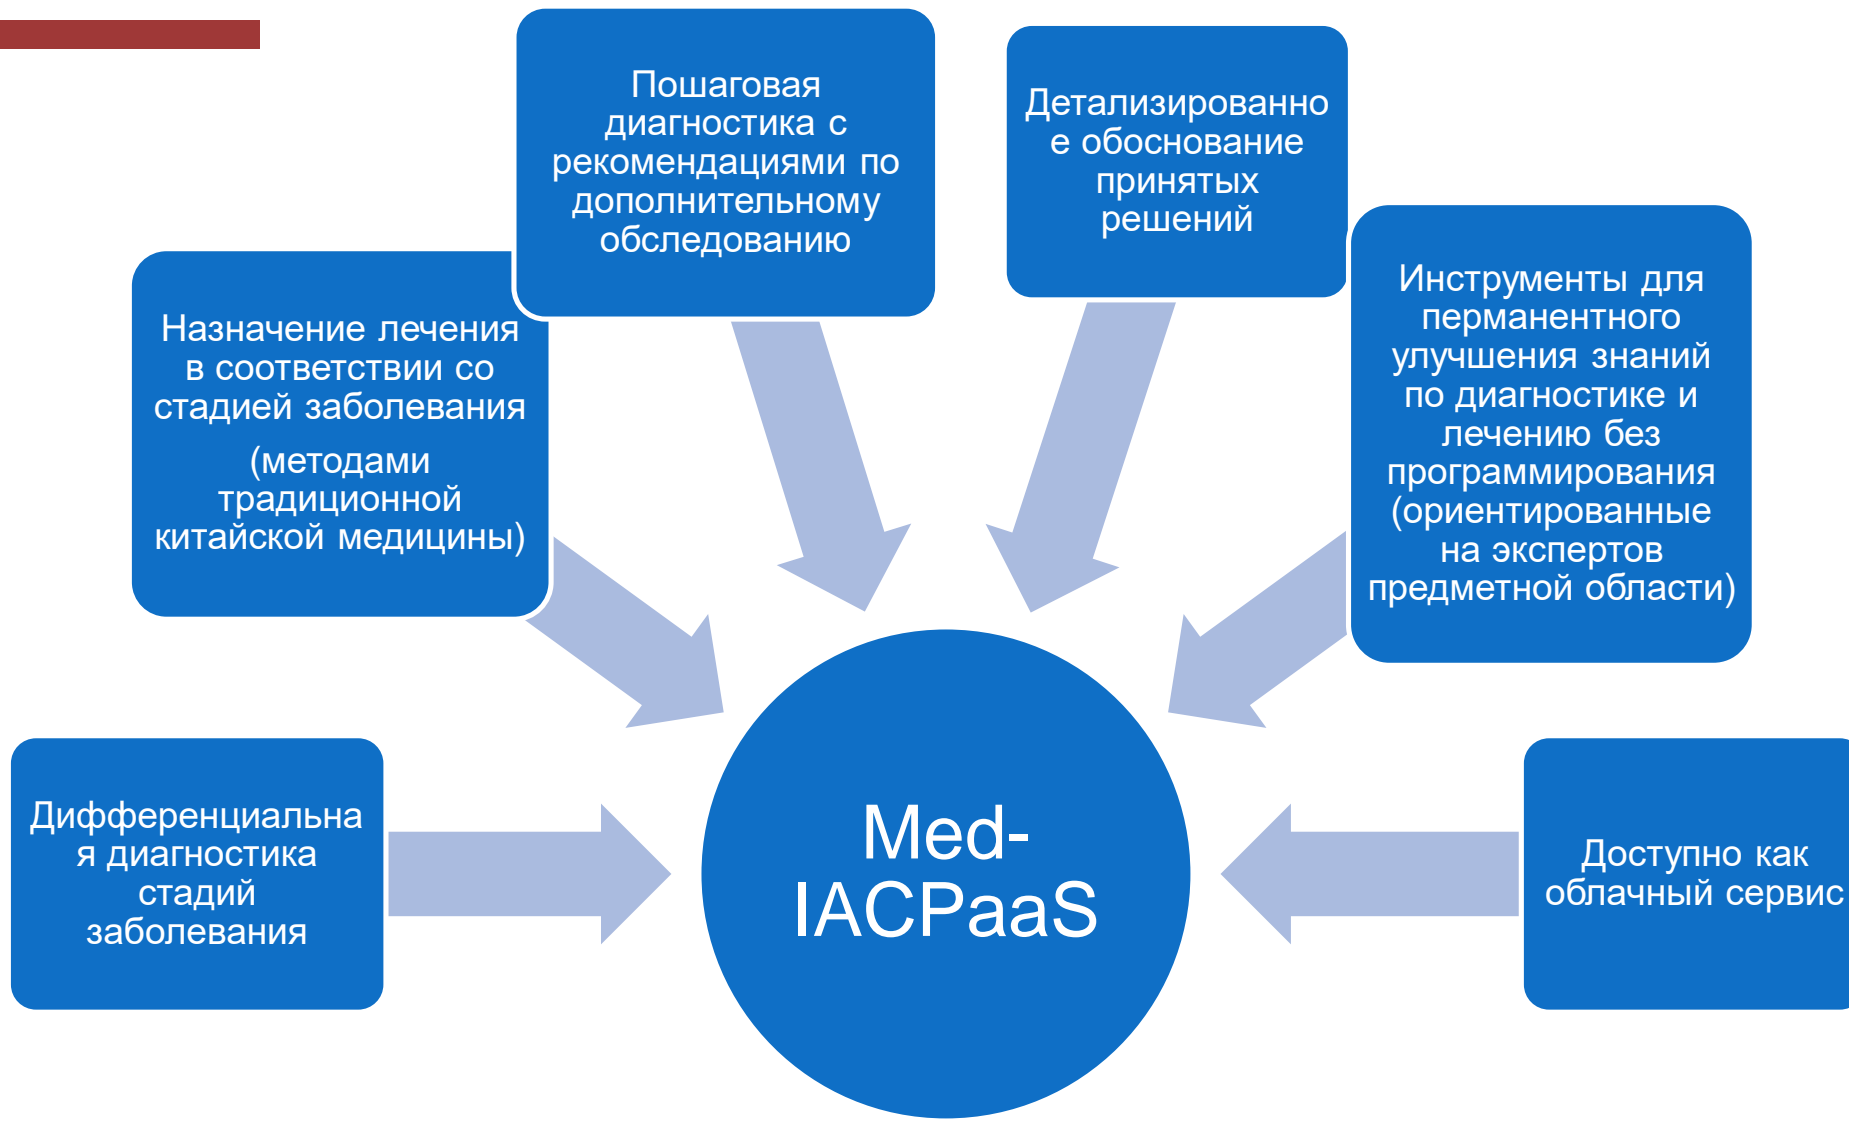 Пошаговая
диагностика с
рекомендациями по
дополнительному
обследованию
Детализированно
е обоснование
принятых
решений
Назначение лечения
в соответствии со
стадией заболевания
(методами
традиционной
китайской медицины)
Инструменты для
перманентного
улучшения знаний
по диагностике и
лечению без
программирования
(ориентированные
на экспертов
предметной области)
Дифференциальна
я диагностика
стадий
заболевания
Med-
IACPaaS
Доступно как
облачный сервис